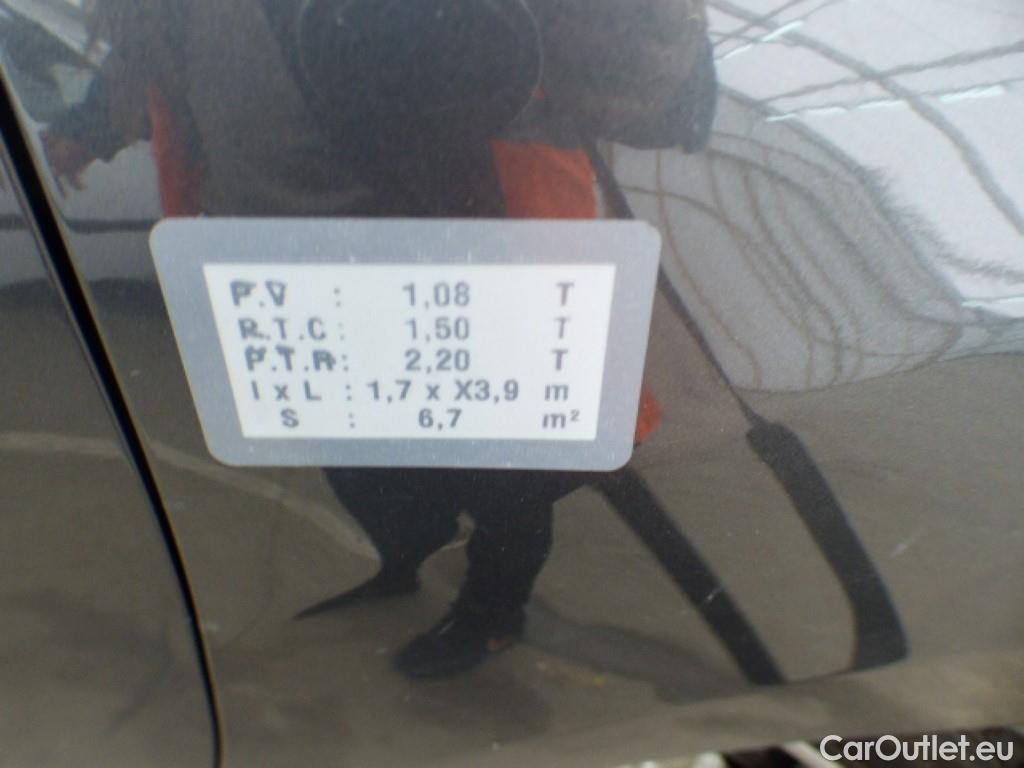 P.V : 1,08 T
R.T.C : 1,50 T
P.T.R : 2,20 T
I x L : 1,7 x X3,9 m
S : 6,7 m²
CarOutlet.eu